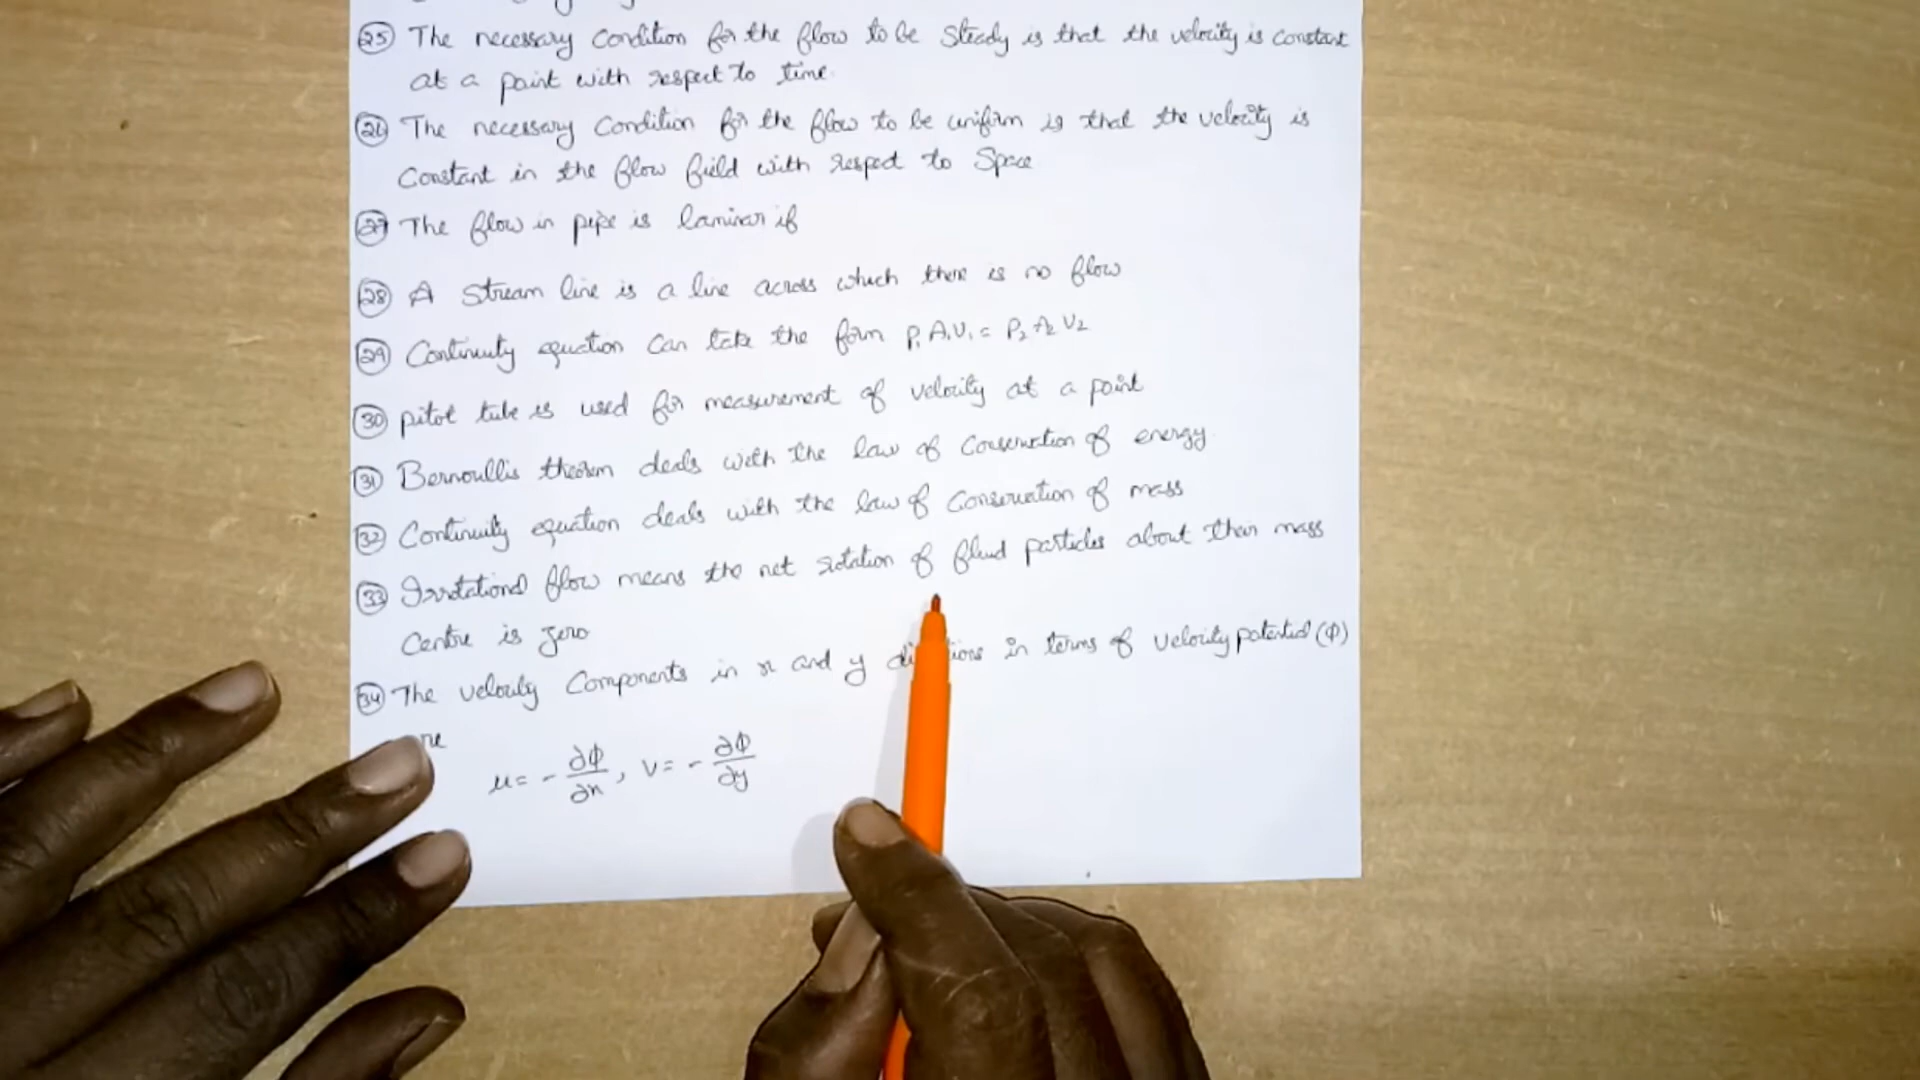 (25) The necessary Condition for the flow to be Steady is that the velocity is constant
at a point with respect to time.
(26) The necessary Condition for the flow to be uniform is that the velocity is
Constant in the flow field with respect to Space
(27) The flow in pipe is laminar if
(28) A Stream line is a line across which there is no flow
(29) Continuity equation can take the form ρ₁A₁V₁ = ρ₂A₂V₂
(30) pitot tube is used for measurement of velocity at a point
(31) Bernoullis theorem deals with the law of Conservation of energy.
(32) Continuity equation deals with the law of Conservation of mass
(33) Irrotational flow means the net rotation of fluid particles about their mass
Centre is zero
(34) The velocity Components in x and y directions in terms of velocity potential (Φ)
u = - ∂Φ/∂x, v = - ∂Φ/∂y